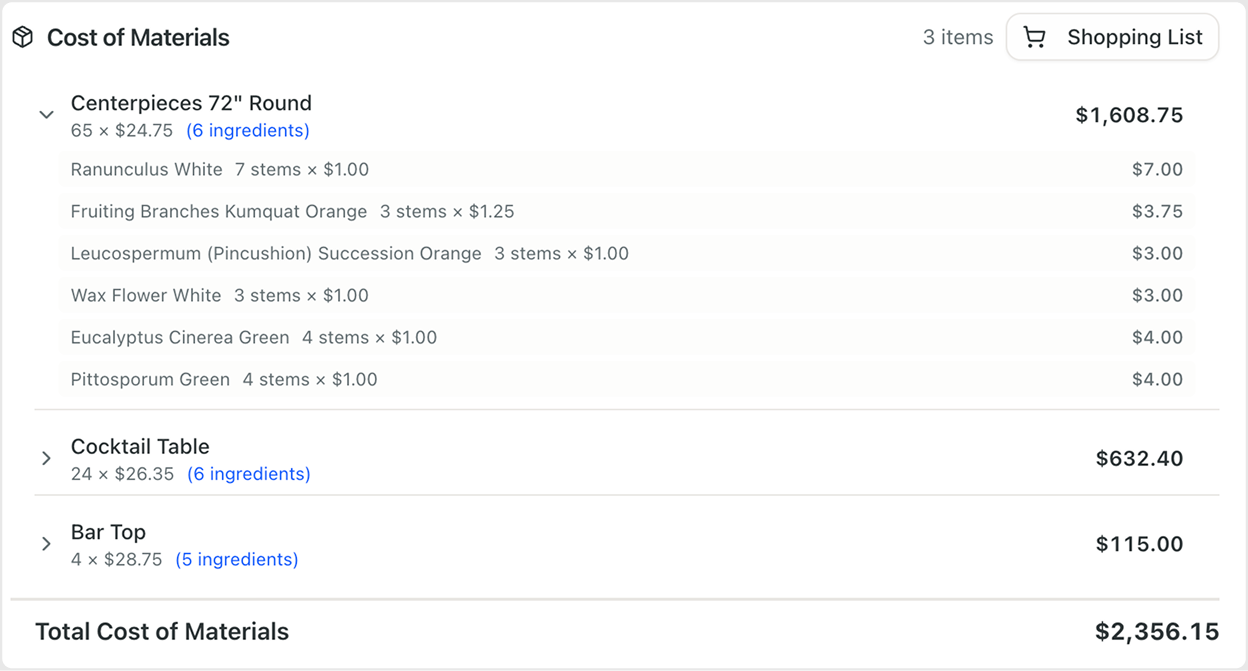 Cost of Materials 3 items Shopping List
Centerpieces 72" Round
65 × $24.75 (6 ingredients) $1,608.75
Ranunculus White 7 stems × $1.00 $7.00
Fruiting Branches Kumquat Orange 3 stems × $1.25 $3.75
Leucospermum (Pincushion) Succession Orange 3 stems × $1.00 $3.00
Wax Flower White 3 stems × $1.00 $3.00
Eucalyptus Cinerea Green 4 stems × $1.00 $4.00
Pittosporum Green 4 stems × $1.00 $4.00
Cocktail Table
24 × $26.35 (6 ingredients) $632.40
Bar Top
4 × $28.75 (5 ingredients) $115.00
Total Cost of Materials $2,356.15